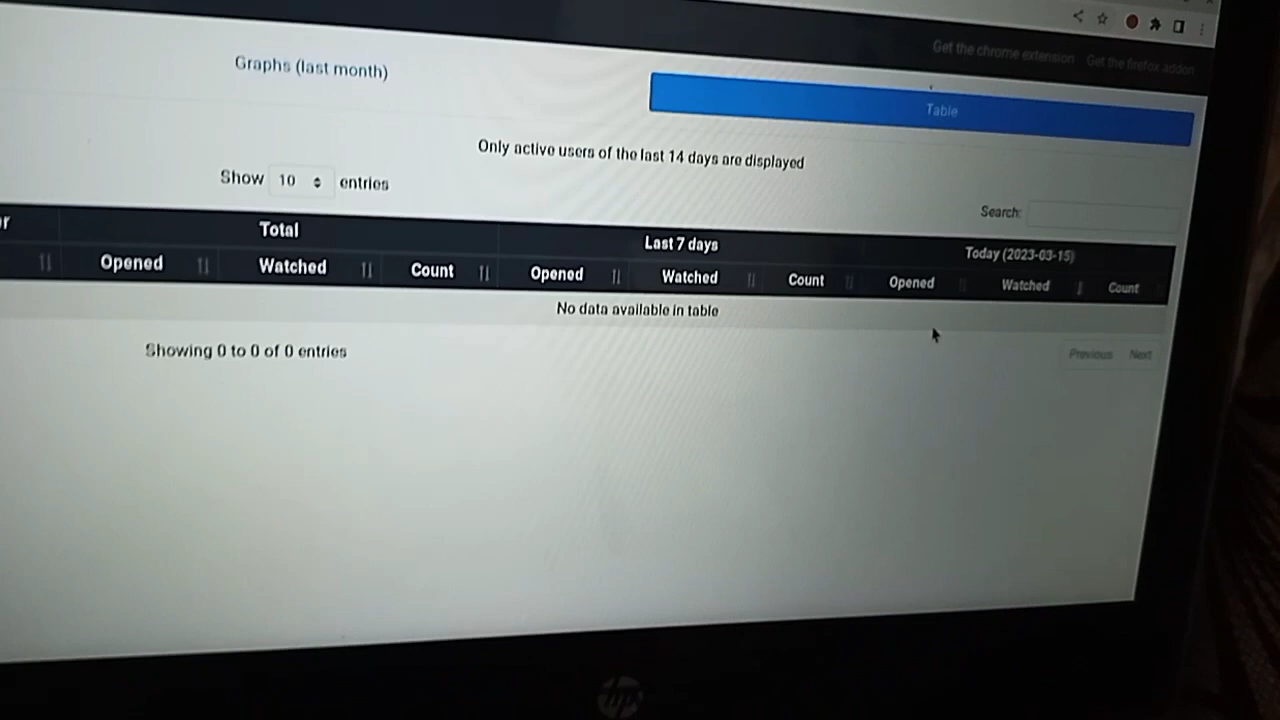 Get the chrome extension Get the firefox addon
Graphs (last month)
Table
Only active users of the last 14 days are displayed
Show 10 entries
Search:
Total Last 7 days Today (2023-03-15)
Opened Watched Count Opened Watched Count Opened Watched Count
No data available in table
Showing 0 to 0 of 0 entries
Previous Next
hp